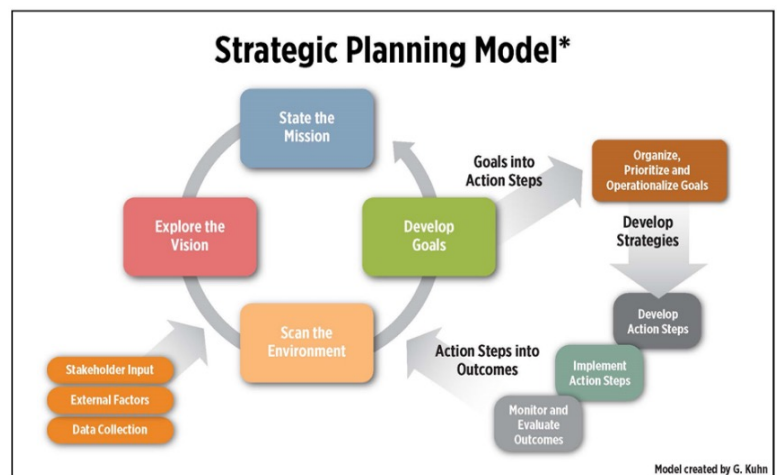 Strategic Planning Model*
State the
Mission
Explore the
Vision
Develop
Goals
Scan the
Environment
Goals into
Action Steps
Organize,
Prioritize and
Operationalize Goals
Develop
Strategies
Develop
Action Steps
Implement
Action Steps
Monitor and
Evaluate
Outcomes
Action Steps into
Outcomes
Stakeholder Input
External Factors
Data Collection
Model created by G. Kuhn